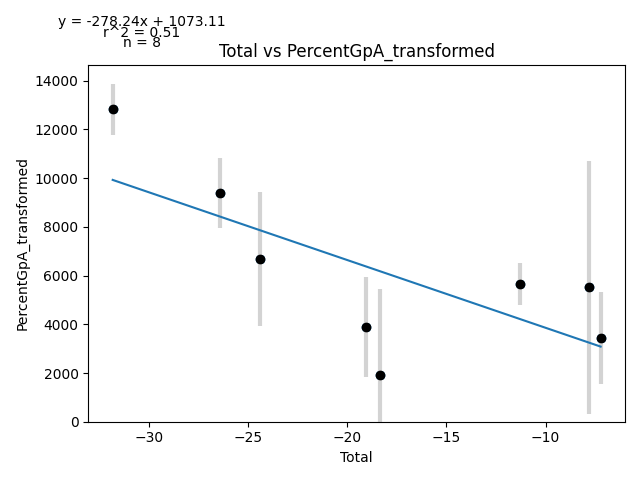 y = -278.24x + 1073.11
r^2 = 0.51
n = 8
Total vs PercentGpA_transformed
14000
12000
10000
8000
6000
4000
2000
0
PercentGpA_transformed
−30
−25
−20
−15
−10
Total